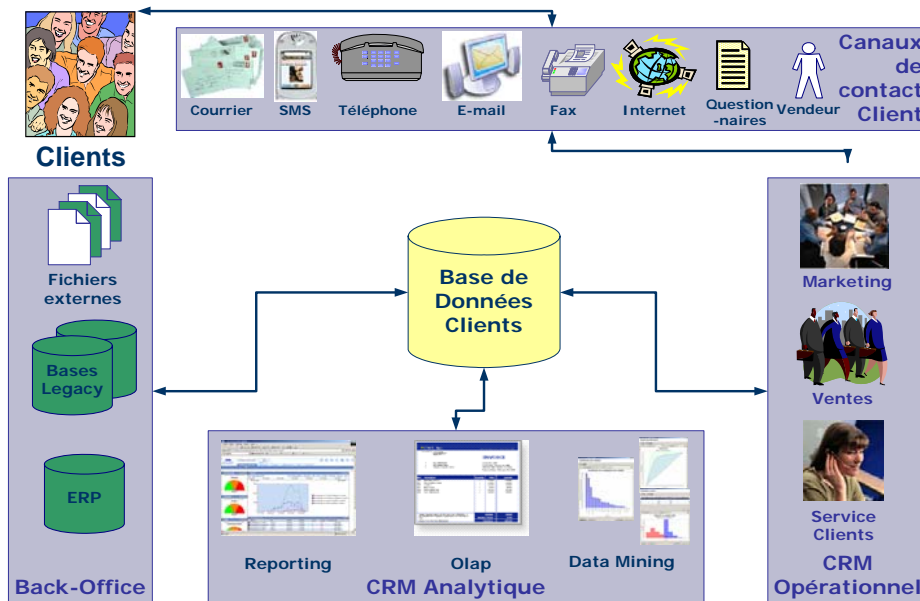 Canaux
de
contact
Client
Courrier
SMS
Téléphone
E-mail
Fax
Internet
Question
-naires
Vendeur
Clients
Fichiers
externes
Bases
Legacy
ERP
Back-Office
Base de
Données
Clients
Marketing
Ventes
Service
Clients
CRM
Opérationnel
Reporting
Olap
Data Mining
CRM Analytique